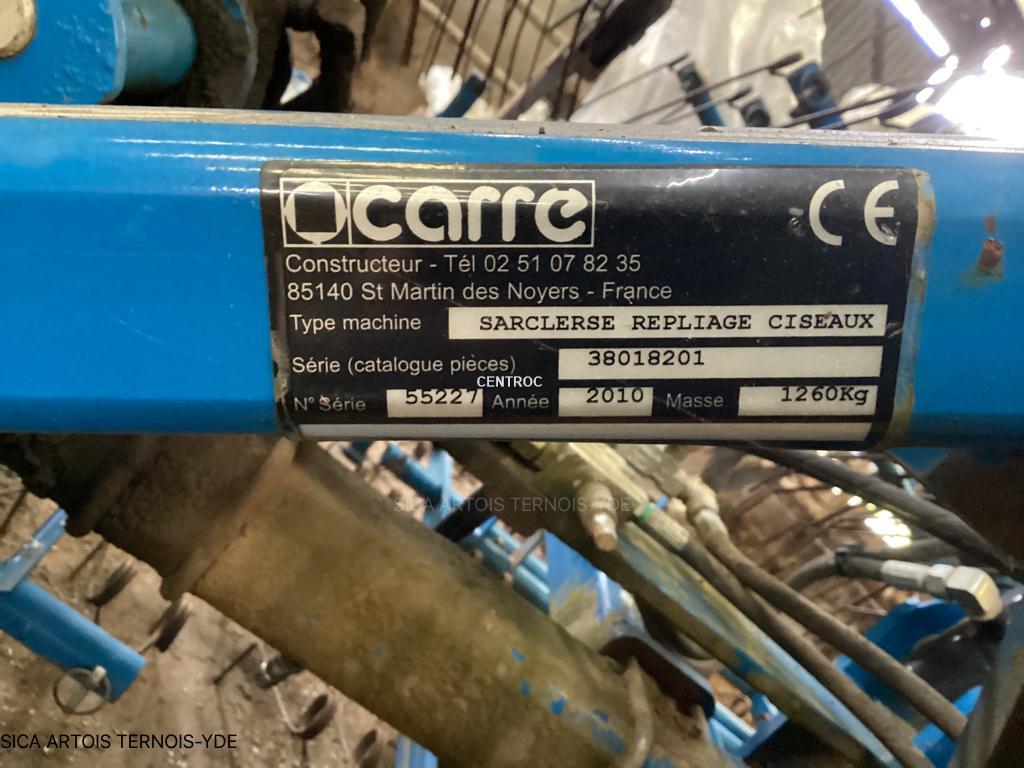 carre
CE
Constructeur - Tél 02 51 07 82 35
85140 St Martin des Noyers - France
Type machine SARCLERSE REPLIAGE CISEAUX
Série (catalogue pièces) 38018201
CENTROC
N° Série 55227 Année 2010 Masse 1260Kg
SICA ARTOIS TERNOIS-YDE
SICA ARTOIS TERNOIS-YDE